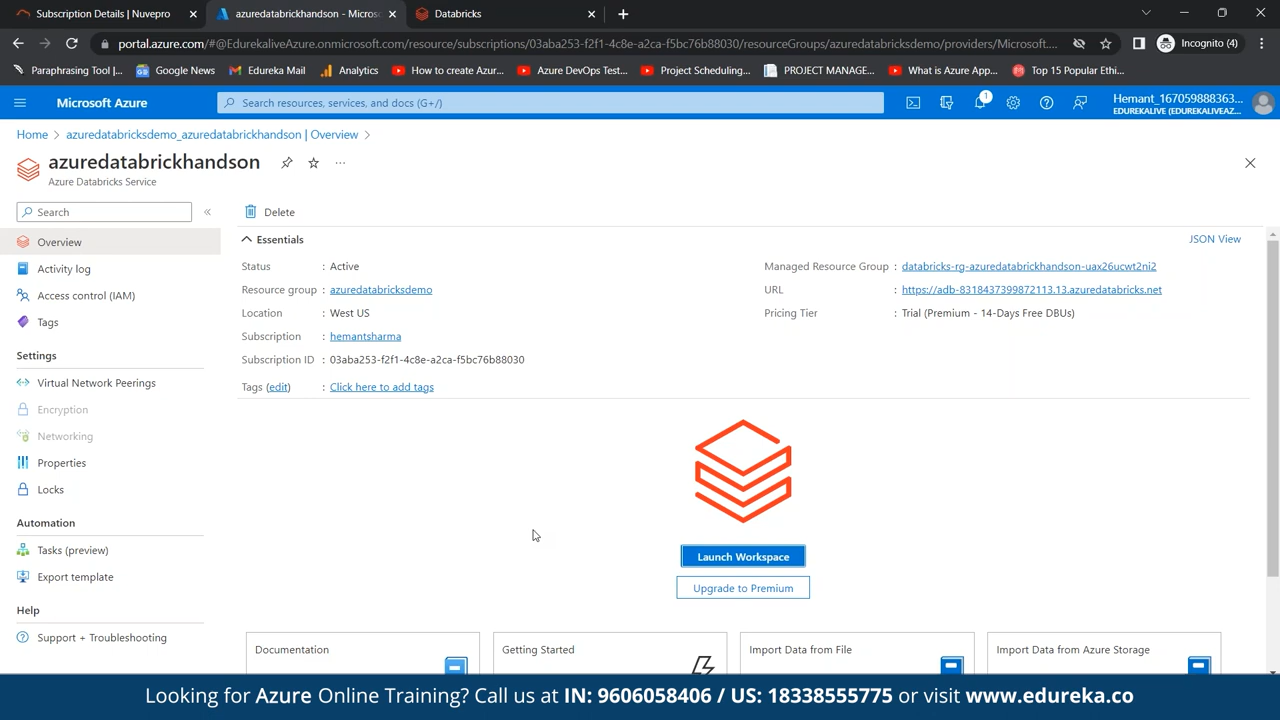 Subscription Details | Nuvepro
azuredatabrickhandson - Micros
Databricks
portal.azure.com/#@EdurekaliveAzure.onmicrosoft.com/resource/subscriptions/03aba253-f2f1-4c8e-a2ca-f5bc76b88030/resourceGroups/azuredatabricksdemo/providers/Microsoft....
Incognito (4)
Paraphrasing Tool |...
Google News
Edureka Mail
Analytics
How to create Azur...
Azure DevOps Test...
Project Scheduling...
PROJECT MANAGE...
What is Azure App...
Top 15 Popular Ethi...
Microsoft Azure
Search resources, services, and docs (G+/)
1
Hemant_167059888363...
EDUREKALIVE (EDUREKALIVEAZ...
Home > azuredatabricksdemo_azuredatabrickhandson | Overview >
azuredatabrickhandson
...
Azure Databricks Service
Search
«
Delete
Overview
Activity log
Access control (IAM)
Tags
Settings
Virtual Network Peerings
Encryption
Networking
Properties
Locks
Automation
Tasks (preview)
Export template
Help
Support + Troubleshooting
Essentials
JSON View
Status : Active
Resource group : azuredatabricksdemo
Location : West US
Subscription : hemantsharma
Subscription ID : 03aba253-f2f1-4c8e-a2ca-f5bc76b88030
Tags (edit) : Click here to add tags
Managed Resource Group : databricks-rg-azuredatabrickhandson-uax26ucwt2ni2
URL : https://adb-8318437399872113.13.azuredatabricks.net
Pricing Tier : Trial (Premium - 14-Days Free DBUs)
Launch Workspace
Upgrade to Premium
Documentation
Getting Started
Import Data from File
Import Data from Azure Storage
Looking for Azure Online Training? Call us at IN: 9606058406 / US: 18338555775 or visit www.edureka.co